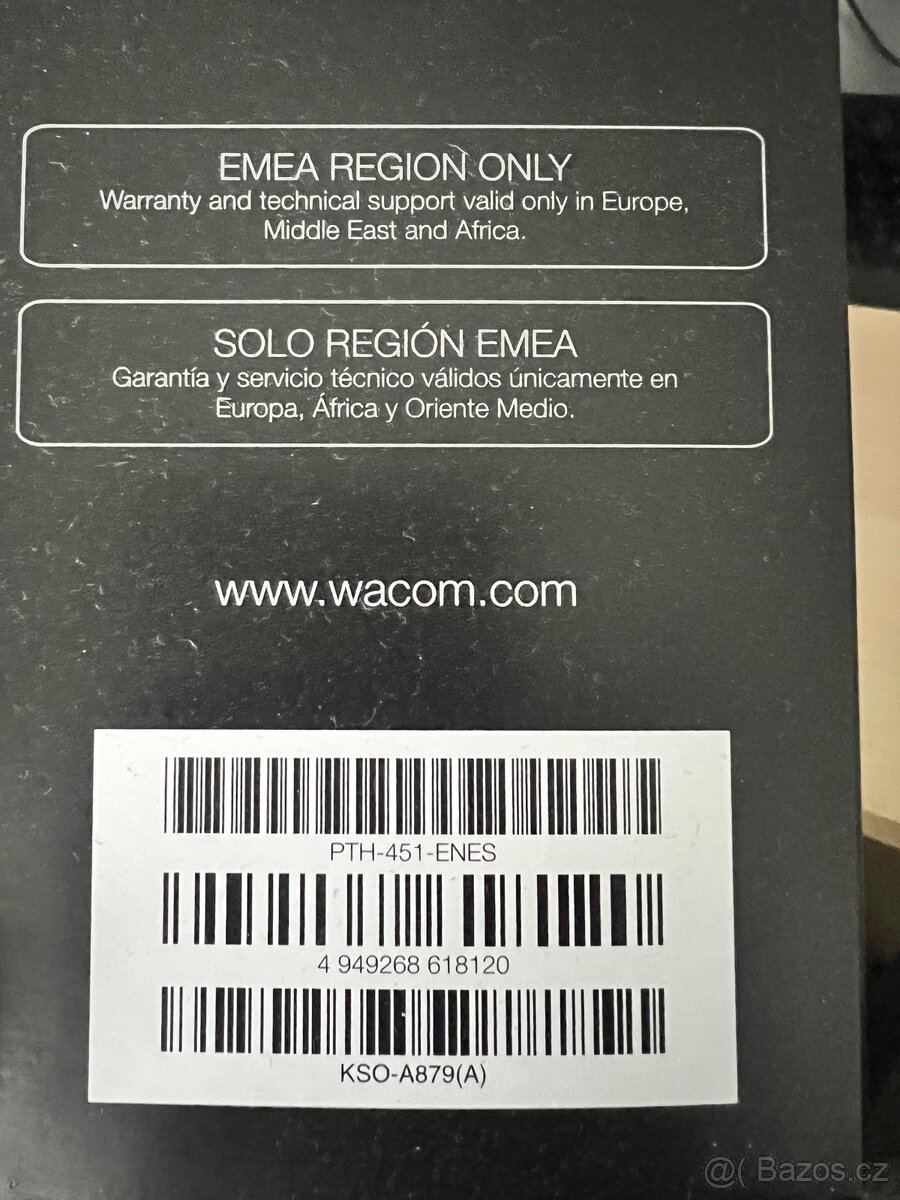 EMEA REGION ONLY
Warranty and technical support valid only in Europe,
Middle East and Africa.
SOLO REGIÓN EMEA
Garantía y servicio técnico válidos únicamente en
Europa, África y Oriente Medio.
www.wacom.com
PTH-451-ENES
4 949268 618120
KSO-A879(A)
@( Bazos.cz